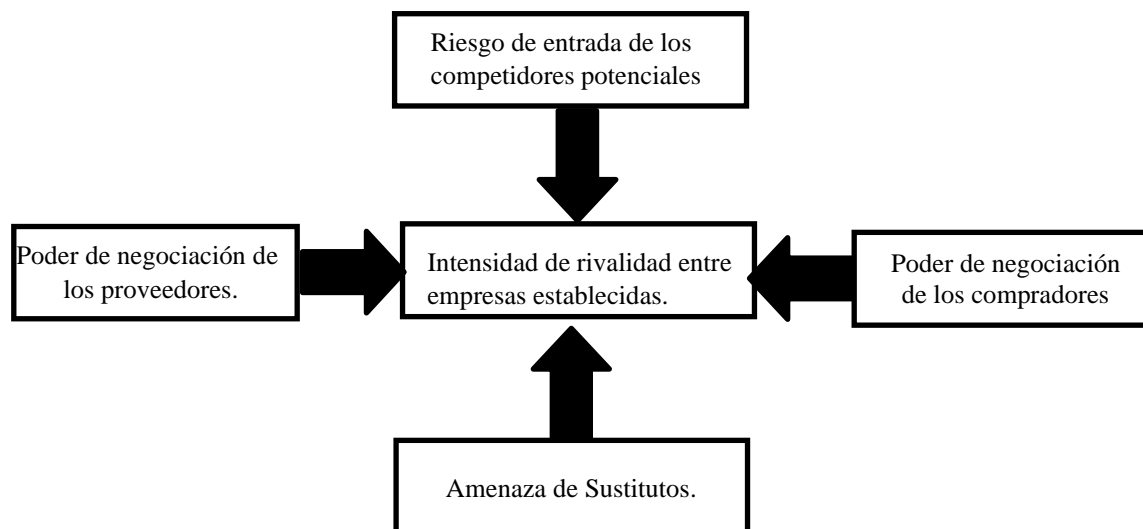 Riesgo de entrada de los
competidores potenciales
Poder de negociación de
los proveedores.
Intensidad de rivalidad entre
empresas establecidas.
Poder de negociación
de los compradores
Amenaza de Sustitutos.